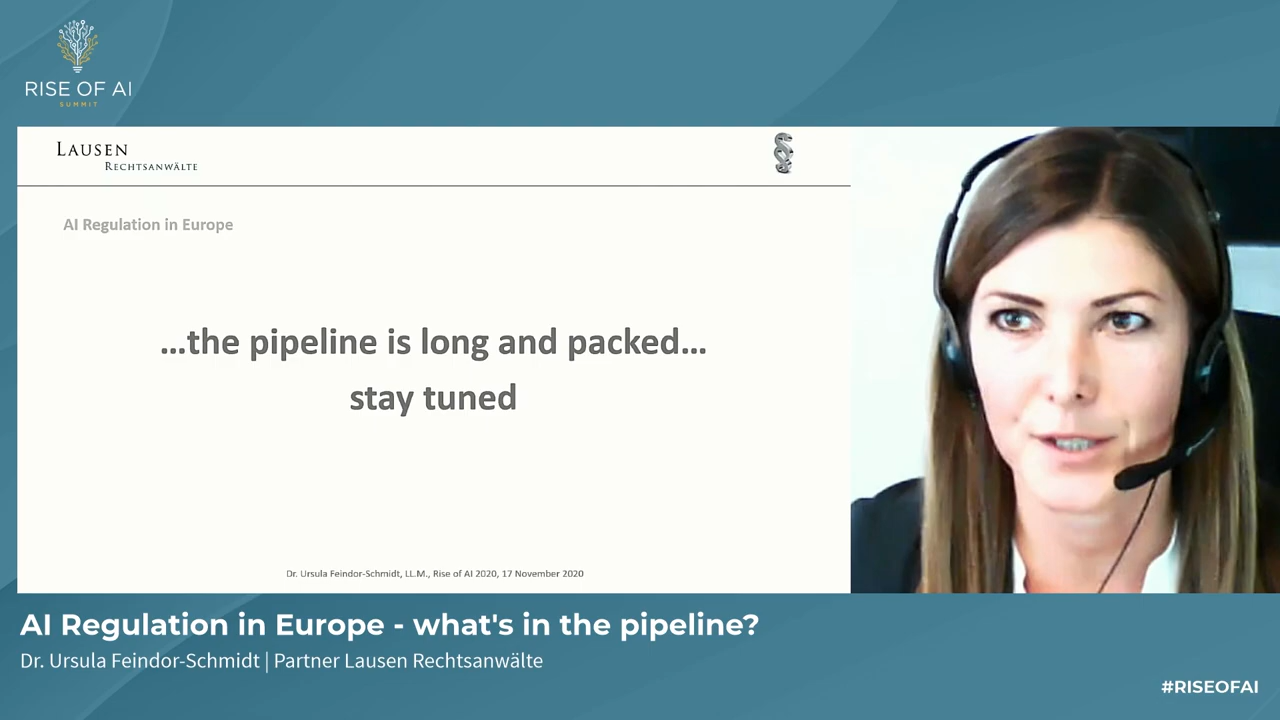 RISE OF AI
SUMMIT
LAUSEN
RECHTSANWÄLTE
AI Regulation in Europe
...the pipeline is long and packed...
stay tuned
Dr. Ursula Feindor-Schmidt, LL.M., Rise of AI 2020, 17 November 2020
AI Regulation in Europe - what's in the pipeline?
Dr. Ursula Feindor-Schmidt | Partner Lausen Rechtsanwälte
#RISEOFAI